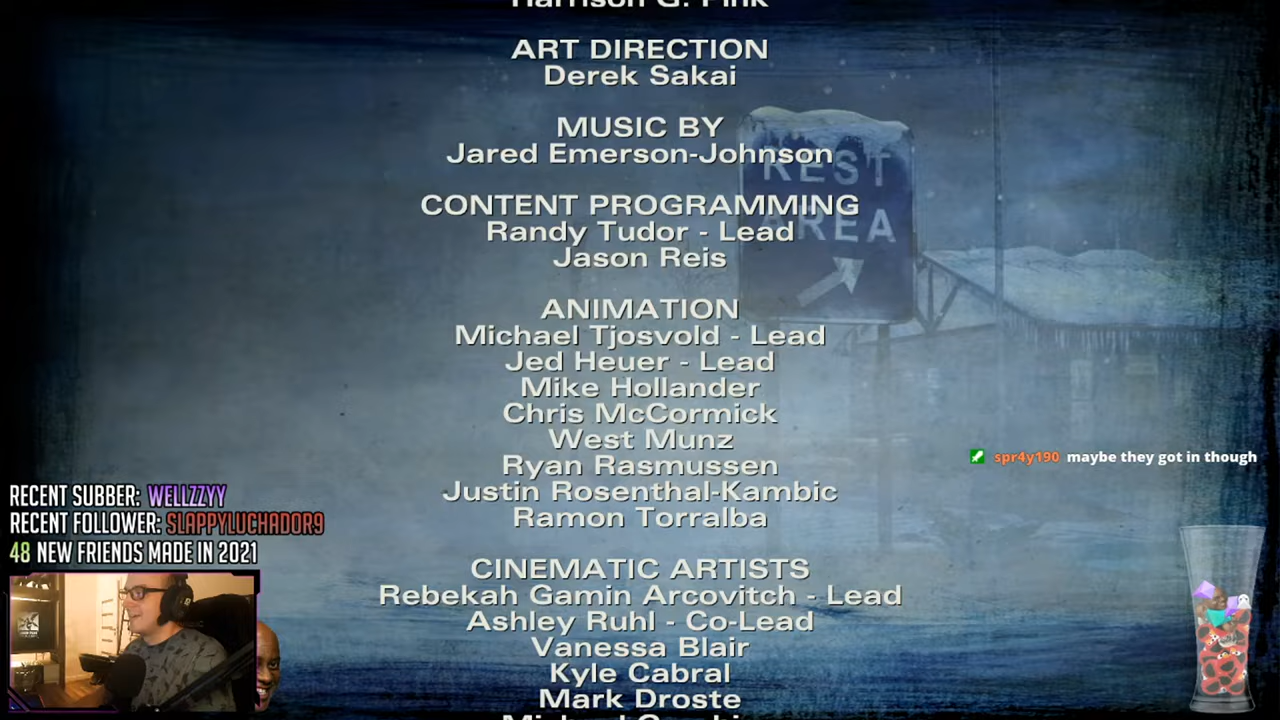 Harrison G. Pink
ART DIRECTION
Derek Sakai
MUSIC BY
Jared Emerson-Johnson
REST
AREA
CONTENT PROGRAMMING
Randy Tudor - Lead
Jason Reis
ANIMATION
Michael Tjosvold - Lead
Jed Heuer - Lead
Mike Hollander
Chris McCormick
West Munz
Ryan Rasmussen
Justin Rosenthal-Kambic
Ramon Torralba
spr4y190 maybe they got in though
RECENT SUBBER: WELLZZYY
RECENT FOLLOWER: SLAPPYLUCHADOR9
48 NEW FRIENDS MADE IN 2021
CINEMATIC ARTISTS
Rebekah Gamin Arcovitch - Lead
Ashley Ruhl - Co-Lead
Vanessa Blair
Kyle Cabral
Mark Droste